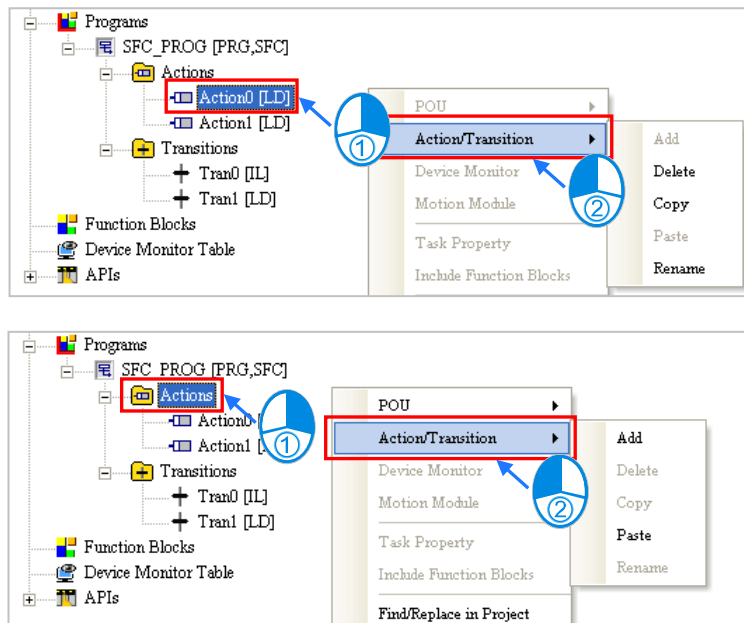 Programs
SFC_PROG [PRG,SFC]
Actions
Action0 [LD]
Action1 [LD]
Transitions
Tran0 [IL]
Tran1 [LD]
Function Blocks
Device Monitor Table
APIs
①
POU
Action/Transition
Device Monitor
Motion Module
Task Property
Include Function Blocks
②
Add
Delete
Copy
Paste
Rename
Programs
SFC_PROG [PRG,SFC]
Actions
Action0 [
Action1 [
Transitions
Tran0 [IL]
Tran1 [LD]
Function Blocks
Device Monitor Table
APIs
①
POU
Action/Transition
Device Monitor
Motion Module
Task Property
Include Function Blocks
Find/Replace in Project
②
Add
Delete
Copy
Paste
Rename